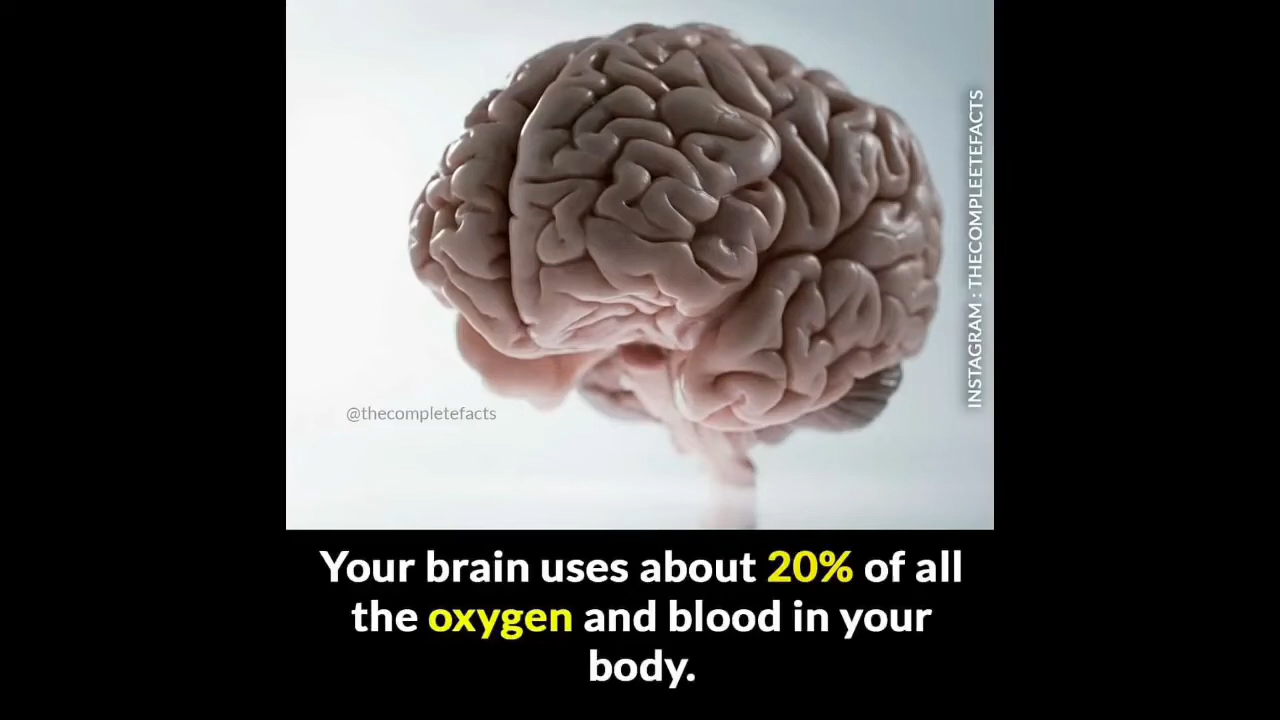 INSTAGRAM : THECOMPLEETEFACTS
@thecompletefacts
Your brain uses about 20% of all
the oxygen and blood in your
body.